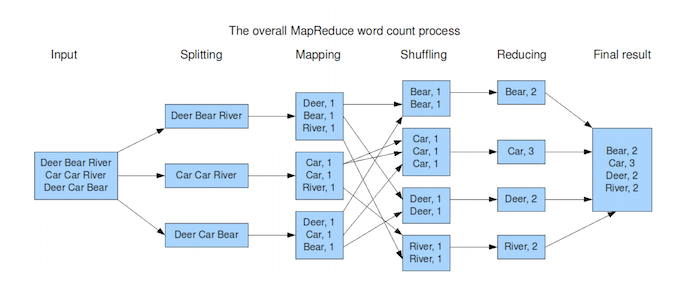 The overall MapReduce word count process
Input
Splitting
Mapping
Shuffling
Reducing
Final result
Deer Bear River
Car Car River
Deer Car Bear
Deer Bear River
Car Car River
Deer Car Bear
Deer, 1
Bear, 1
River, 1
Car, 1
Car, 1
River, 1
Deer, 1
Car, 1
Bear, 1
Bear, 1
Bear, 1
Car, 1
Car, 1
Car, 1
Deer, 1
Deer, 1
River, 1
River, 1
Bear, 2
Car, 3
Deer, 2
River, 2
Bear, 2
Car, 3
Deer, 2
River, 2